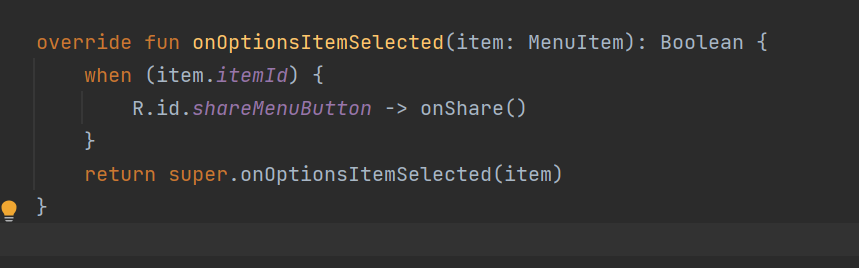 override fun onOptionsItemSelected(item: MenuItem): Boolean {
    when (item.itemId) {
        R.id.shareMenuButton -> onShare()
    }
    return super.onOptionsItemSelected(item)
}